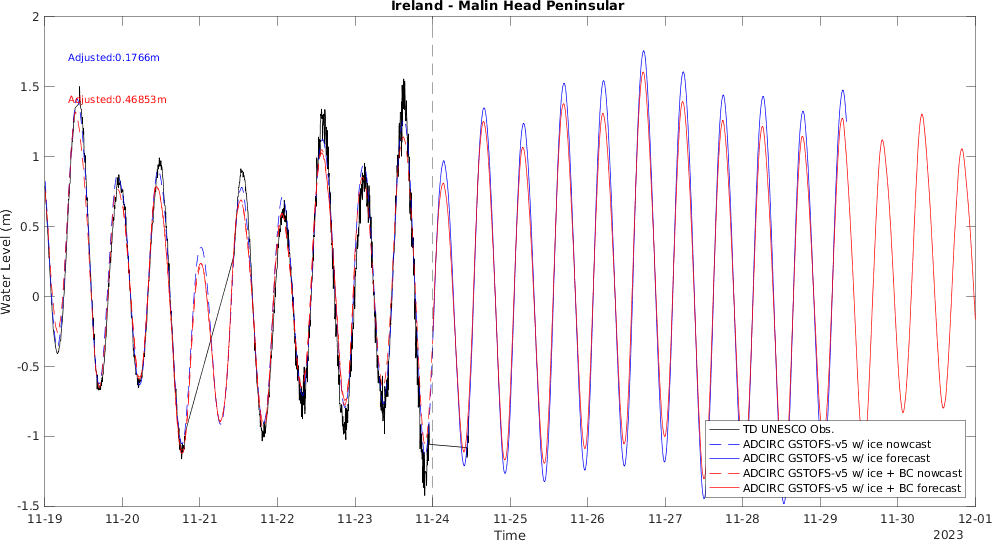 Ireland - Malin Head Peninsular
Adjusted:0.1766m
Adjusted:0.46853m
Water Level (m)
2
1.5
1
0.5
0
-0.5
-1
-1.5
TD UNESCO Obs.
ADCIRC GSTOFS-v5 w/ ice nowcast
ADCIRC GSTOFS-v5 w/ ice forecast
ADCIRC GSTOFS-v5 w/ ice + BC nowcast
ADCIRC GSTOFS-v5 w/ ice + BC forecast
11-19 11-20 11-21 11-22 11-23 11-24 11-25 11-26 11-27 11-28 11-29 11-30 12-01
Time
2023